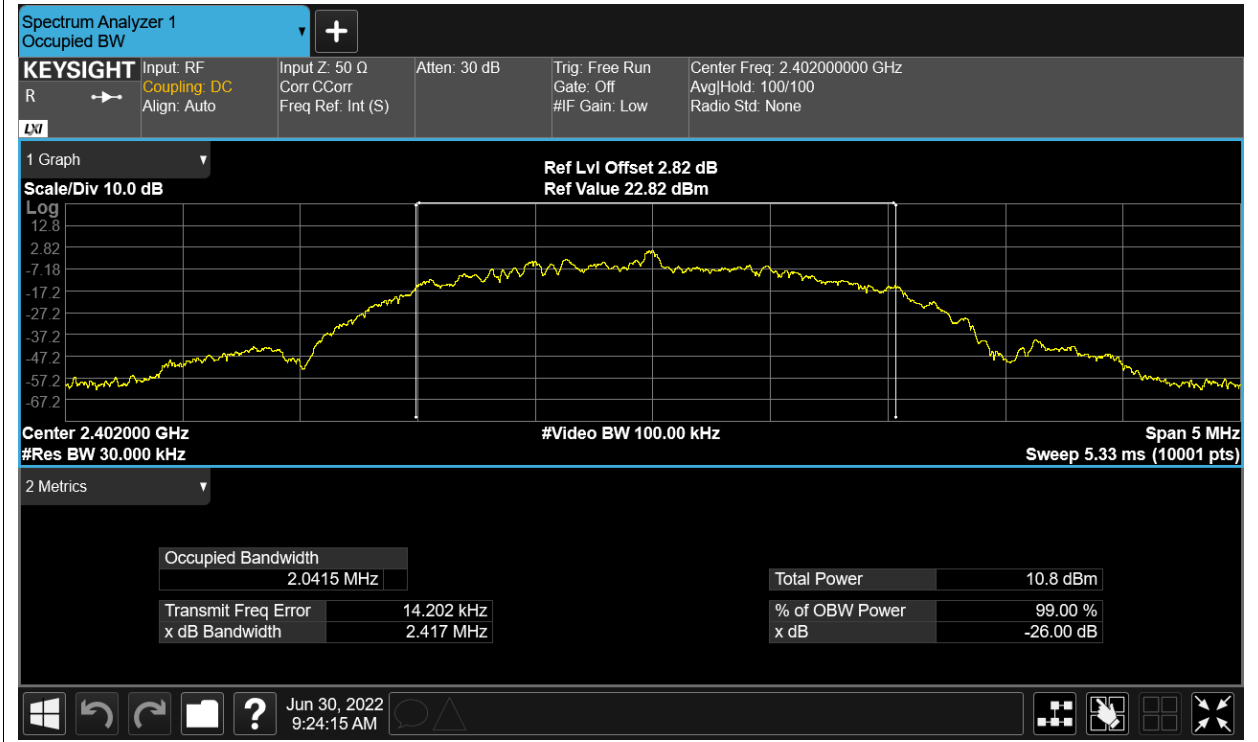 Spectrum Analyzer 1
Occupied BW
KEYSIGHT
R
LXI
Input: RF
Coupling: DC
Align: Auto
Input Z: 50 Ω
Corr CCorr
Freq Ref: Int (S)
Atten: 30 dB
Trig: Free Run
Gate: Off
#IF Gain: Low
Center Freq: 2.402000000 GHz
Avg|Hold: 100/100
Radio Std: None
1 Graph
Scale/Div 10.0 dB
Ref Lvl Offset 2.82 dB
Ref Value 22.82 dBm
Log
12.8
2.82
-7.18
-17.2
-27.2
-37.2
-47.2
-57.2
-67.2
Center 2.402000 GHz
#Video BW 100.00 kHz
Span 5 MHz
#Res BW 30.000 kHz
Sweep 5.33 ms (10001 pts)
2 Metrics
Occupied Bandwidth
2.0415 MHz
Transmit Freq Error 14.202 kHz
x dB Bandwidth 2.417 MHz
Total Power 10.8 dBm
% of OBW Power 99.00 %
x dB -26.00 dB
?
Jun 30, 2022
9:24:15 AM